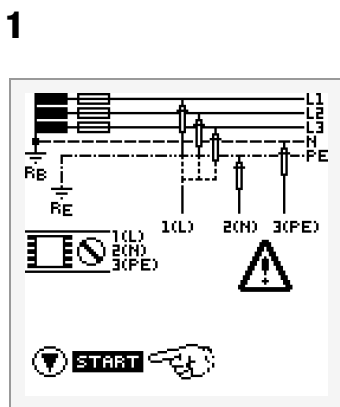 1
L1
L2
L3
N
PE
RB
RE
1(L) 2(N) 3(PE)
1(L)
2(N)
3(PE)
START